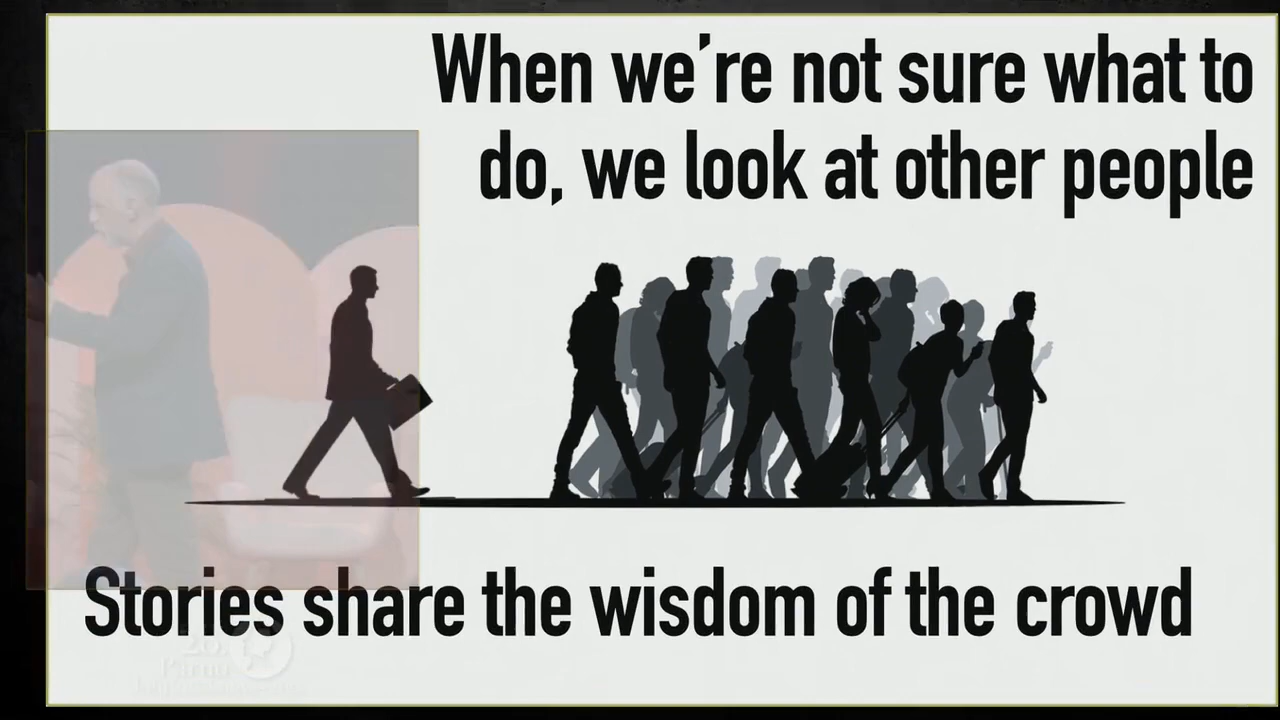 When we're not sure what to
do, we look at other people
Stories share the wisdom of the crowd